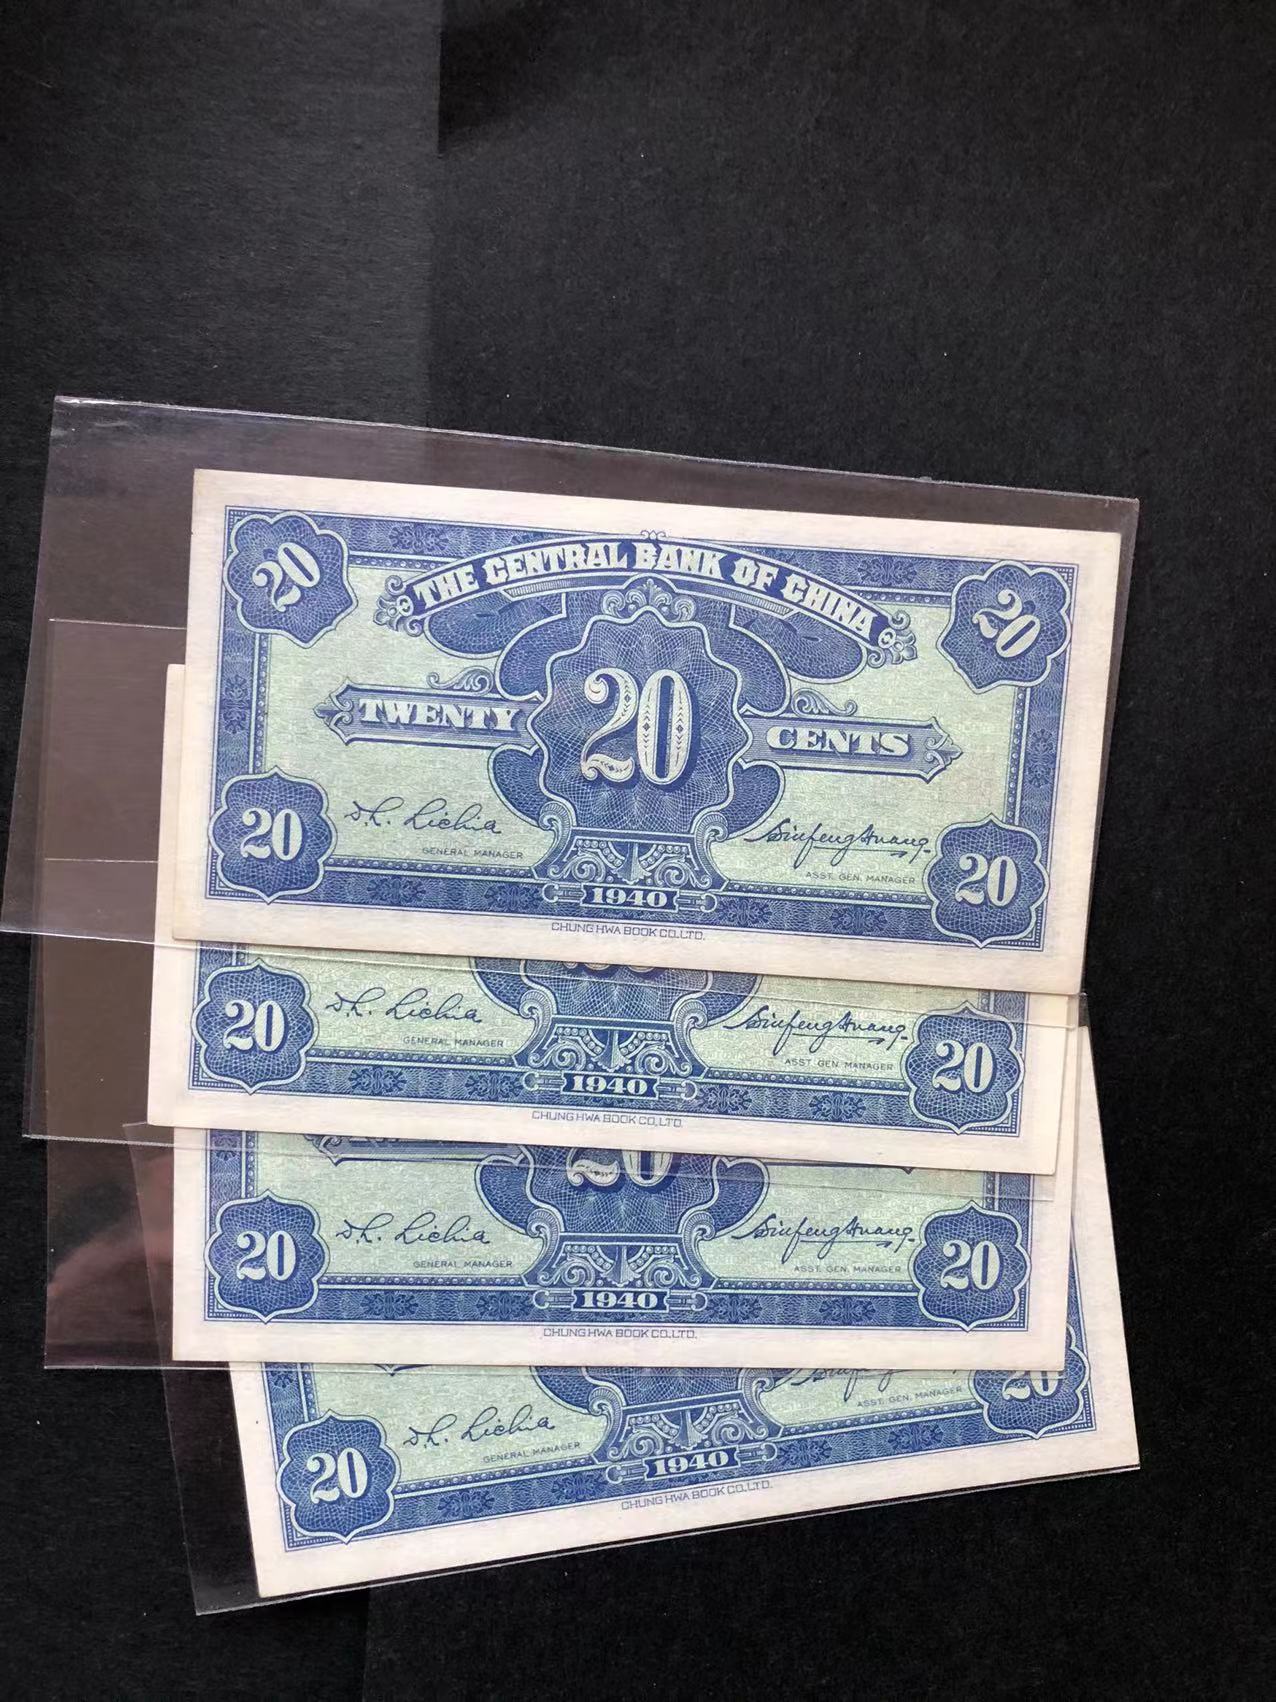 20
THE CENTRAL BANK OF CHINA
20
TWENTY
20
CENTS
20
GENERAL MANAGER
ASST. GEN. MANAGER
20
1940
CHUNG HWA BOOK CO.,LTD.
20
GENERAL MANAGER
ASST. GEN. MANAGER
20
1940
CHUNG HWA BOOK CO.,LTD.
20
20
GENERAL MANAGER
ASST. GEN. MANAGER
20
1940
CHUNG HWA BOOK CO.,LTD.
20
GENERAL MANAGER
ASST. GEN. MANAGER
20
1940
CHUNG HWA BOOK CO.,LTD.